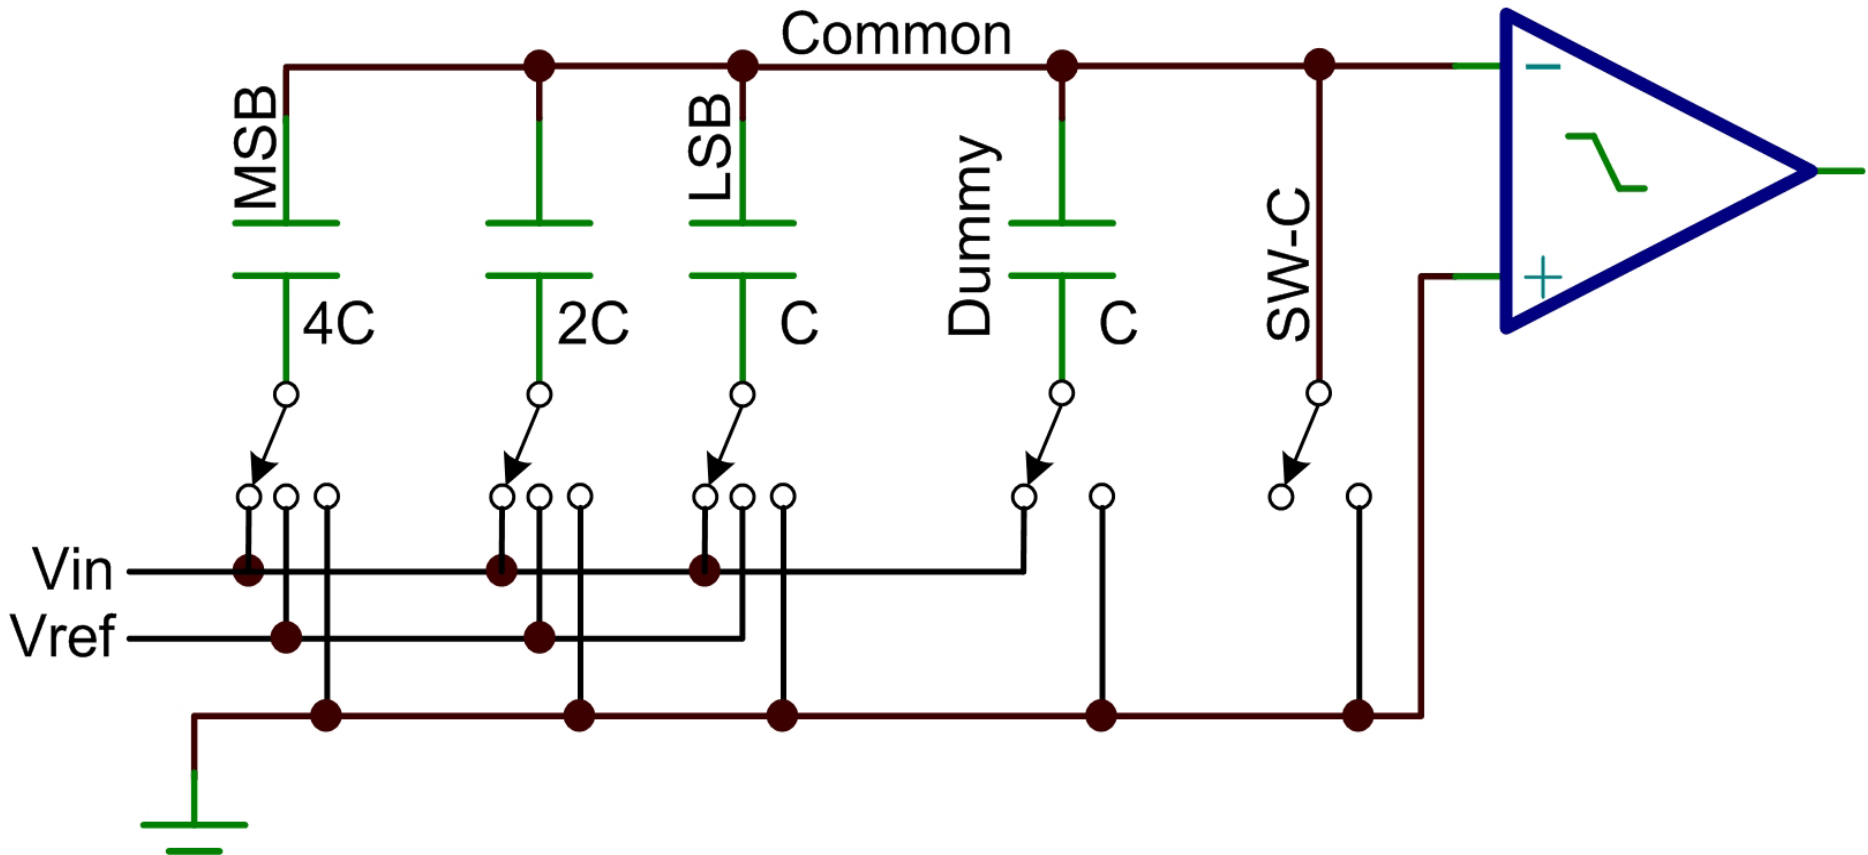 Common
MSB
LSB
Dummy
SW-C
4C
2C
C
C
Vin
Vref